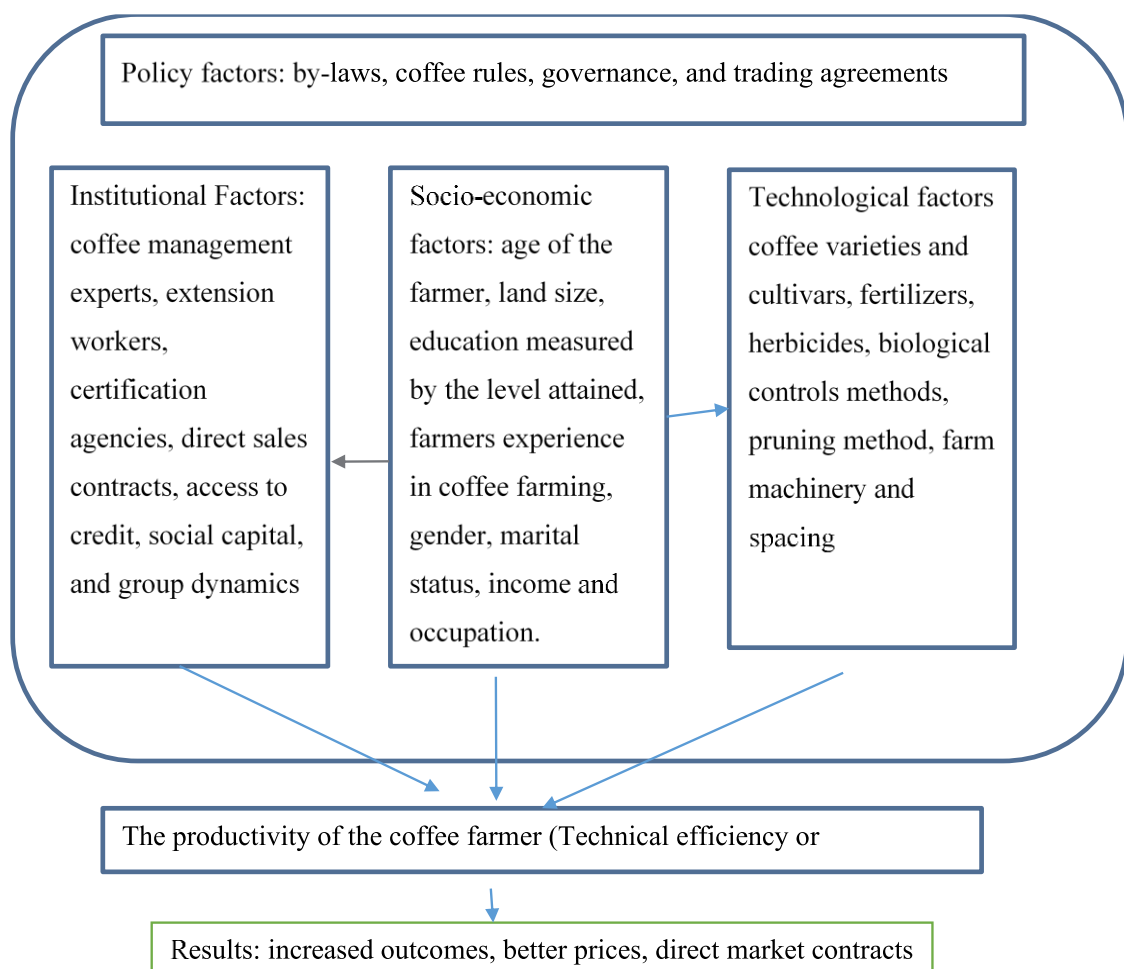 Policy factors: by-laws, coffee rules, governance, and trading agreements
Institutional Factors:
coffee management
experts, extension
workers,
certification
agencies, direct sales
contracts, access to
credit, social capital,
and group dynamics
Socio-economic
factors: age of the
farmer, land size,
education measured
by the level attained,
farmers experience
in coffee farming,
gender, marital
status, income and
occupation.
Technological factors
coffee varieties and
cultivars, fertilizers,
herbicides, biological
controls methods,
pruning method, farm
machinery and
spacing
The productivity of the coffee farmer (Technical efficiency or
Results: increased outcomes, better prices, direct market contracts